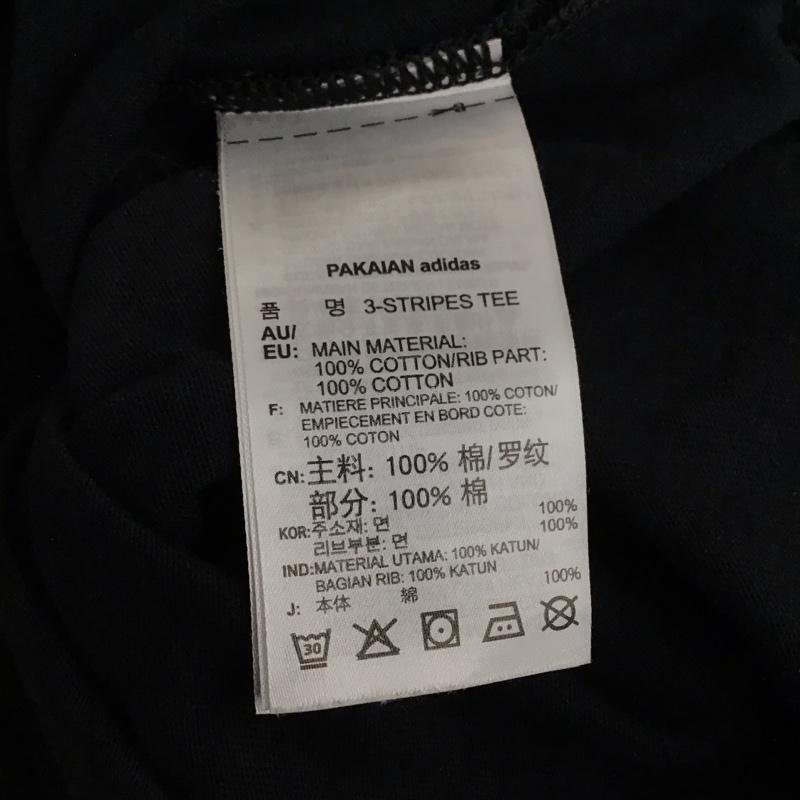 PAKAIAN adidas
품 명 3-STRIPES TEE
AU/
EU: MAIN MATERIAL:
100% COTTON/RIB PART:
100% COTTON
F: MATIERE PRINCIPALE: 100% COTON/
EMPIECEMENT EN BORD COTE:
100% COTON
CN: 主料: 100% 棉/罗纹
部分: 100% 棉
KOR: 주소재: 면 100%
리브부분: 면 100%
IND: MATERIAL UTAMA: 100% KATUN/
BAGIAN RIB: 100% KATUN
J: 本体 綿 100%
30